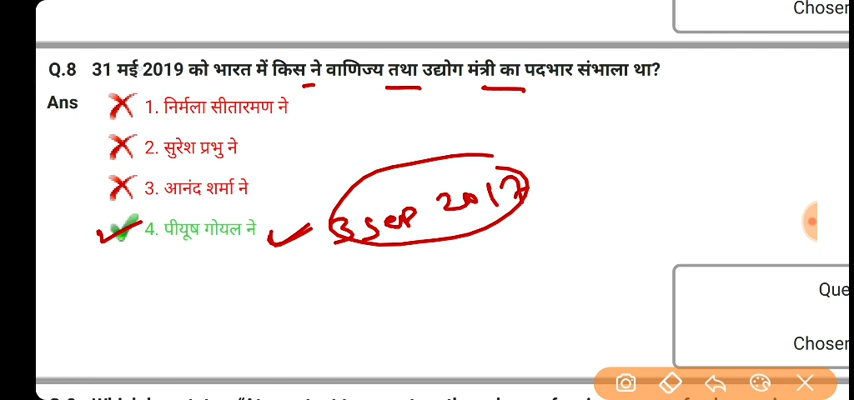 Chosen
Q.8 31 मई 2019 को भारत में किस ने वाणिज्य तथा उद्योग मंत्री का पदभार संभाला था?
Ans
1. निर्मला सीतारमण ने
2. सुरेश प्रभु ने
3. आनंद शर्मा ने
4. पीयूष गोयल ने
3 Sep 2017
Que
Chosen